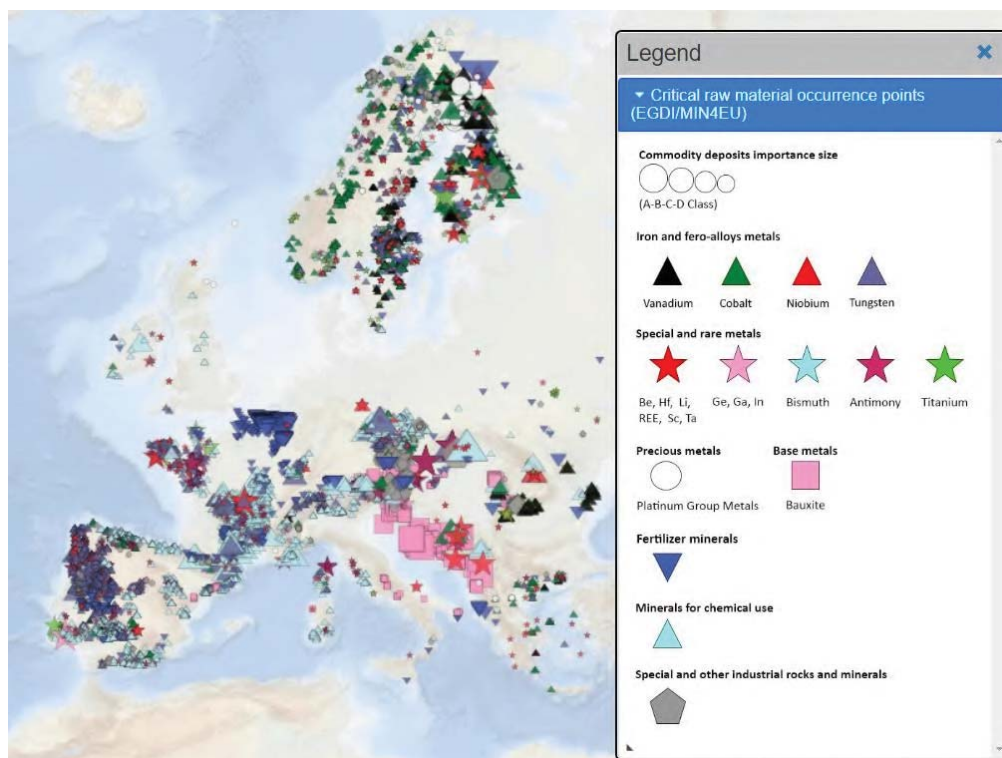 Legend
Critical raw material occurrence points
(EGDI/MIN4EU)
Commodity deposits importance size
(A-B-C-D Class)
Iron and fero-alloys metals
Vanadium Cobalt Niobium Tungsten
Special and rare metals
Be, Hf, Li, Ge, Ga, In Bismuth Antimony Titanium
REE, Sc, Ta
Precious metals Base metals
Platinum Group Metals Bauxite
Fertilizer minerals
Minerals for chemical use
Special and other industrial rocks and minerals